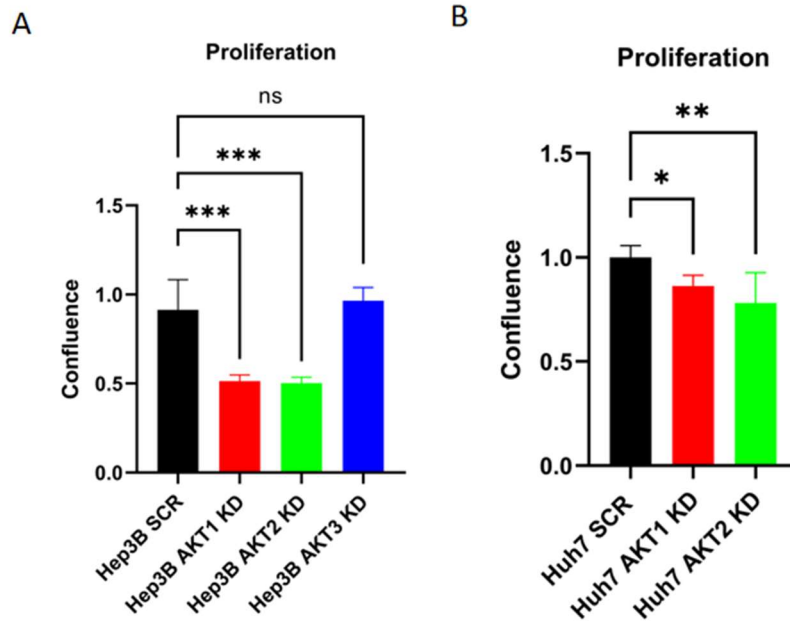 A
Proliferation
ns
***
***
1.5
1.0
0.5
0.0
Confluence
Hep3B SCR
Hep3B AKT1 KD
Hep3B AKT2 KD
Hep3B AKT3 KD
B
Proliferation
**
*
1.5
1.0
0.5
0.0
Confluence
Huh7 SCR
Huh7 AKT1 KD
Huh7 AKT2 KD